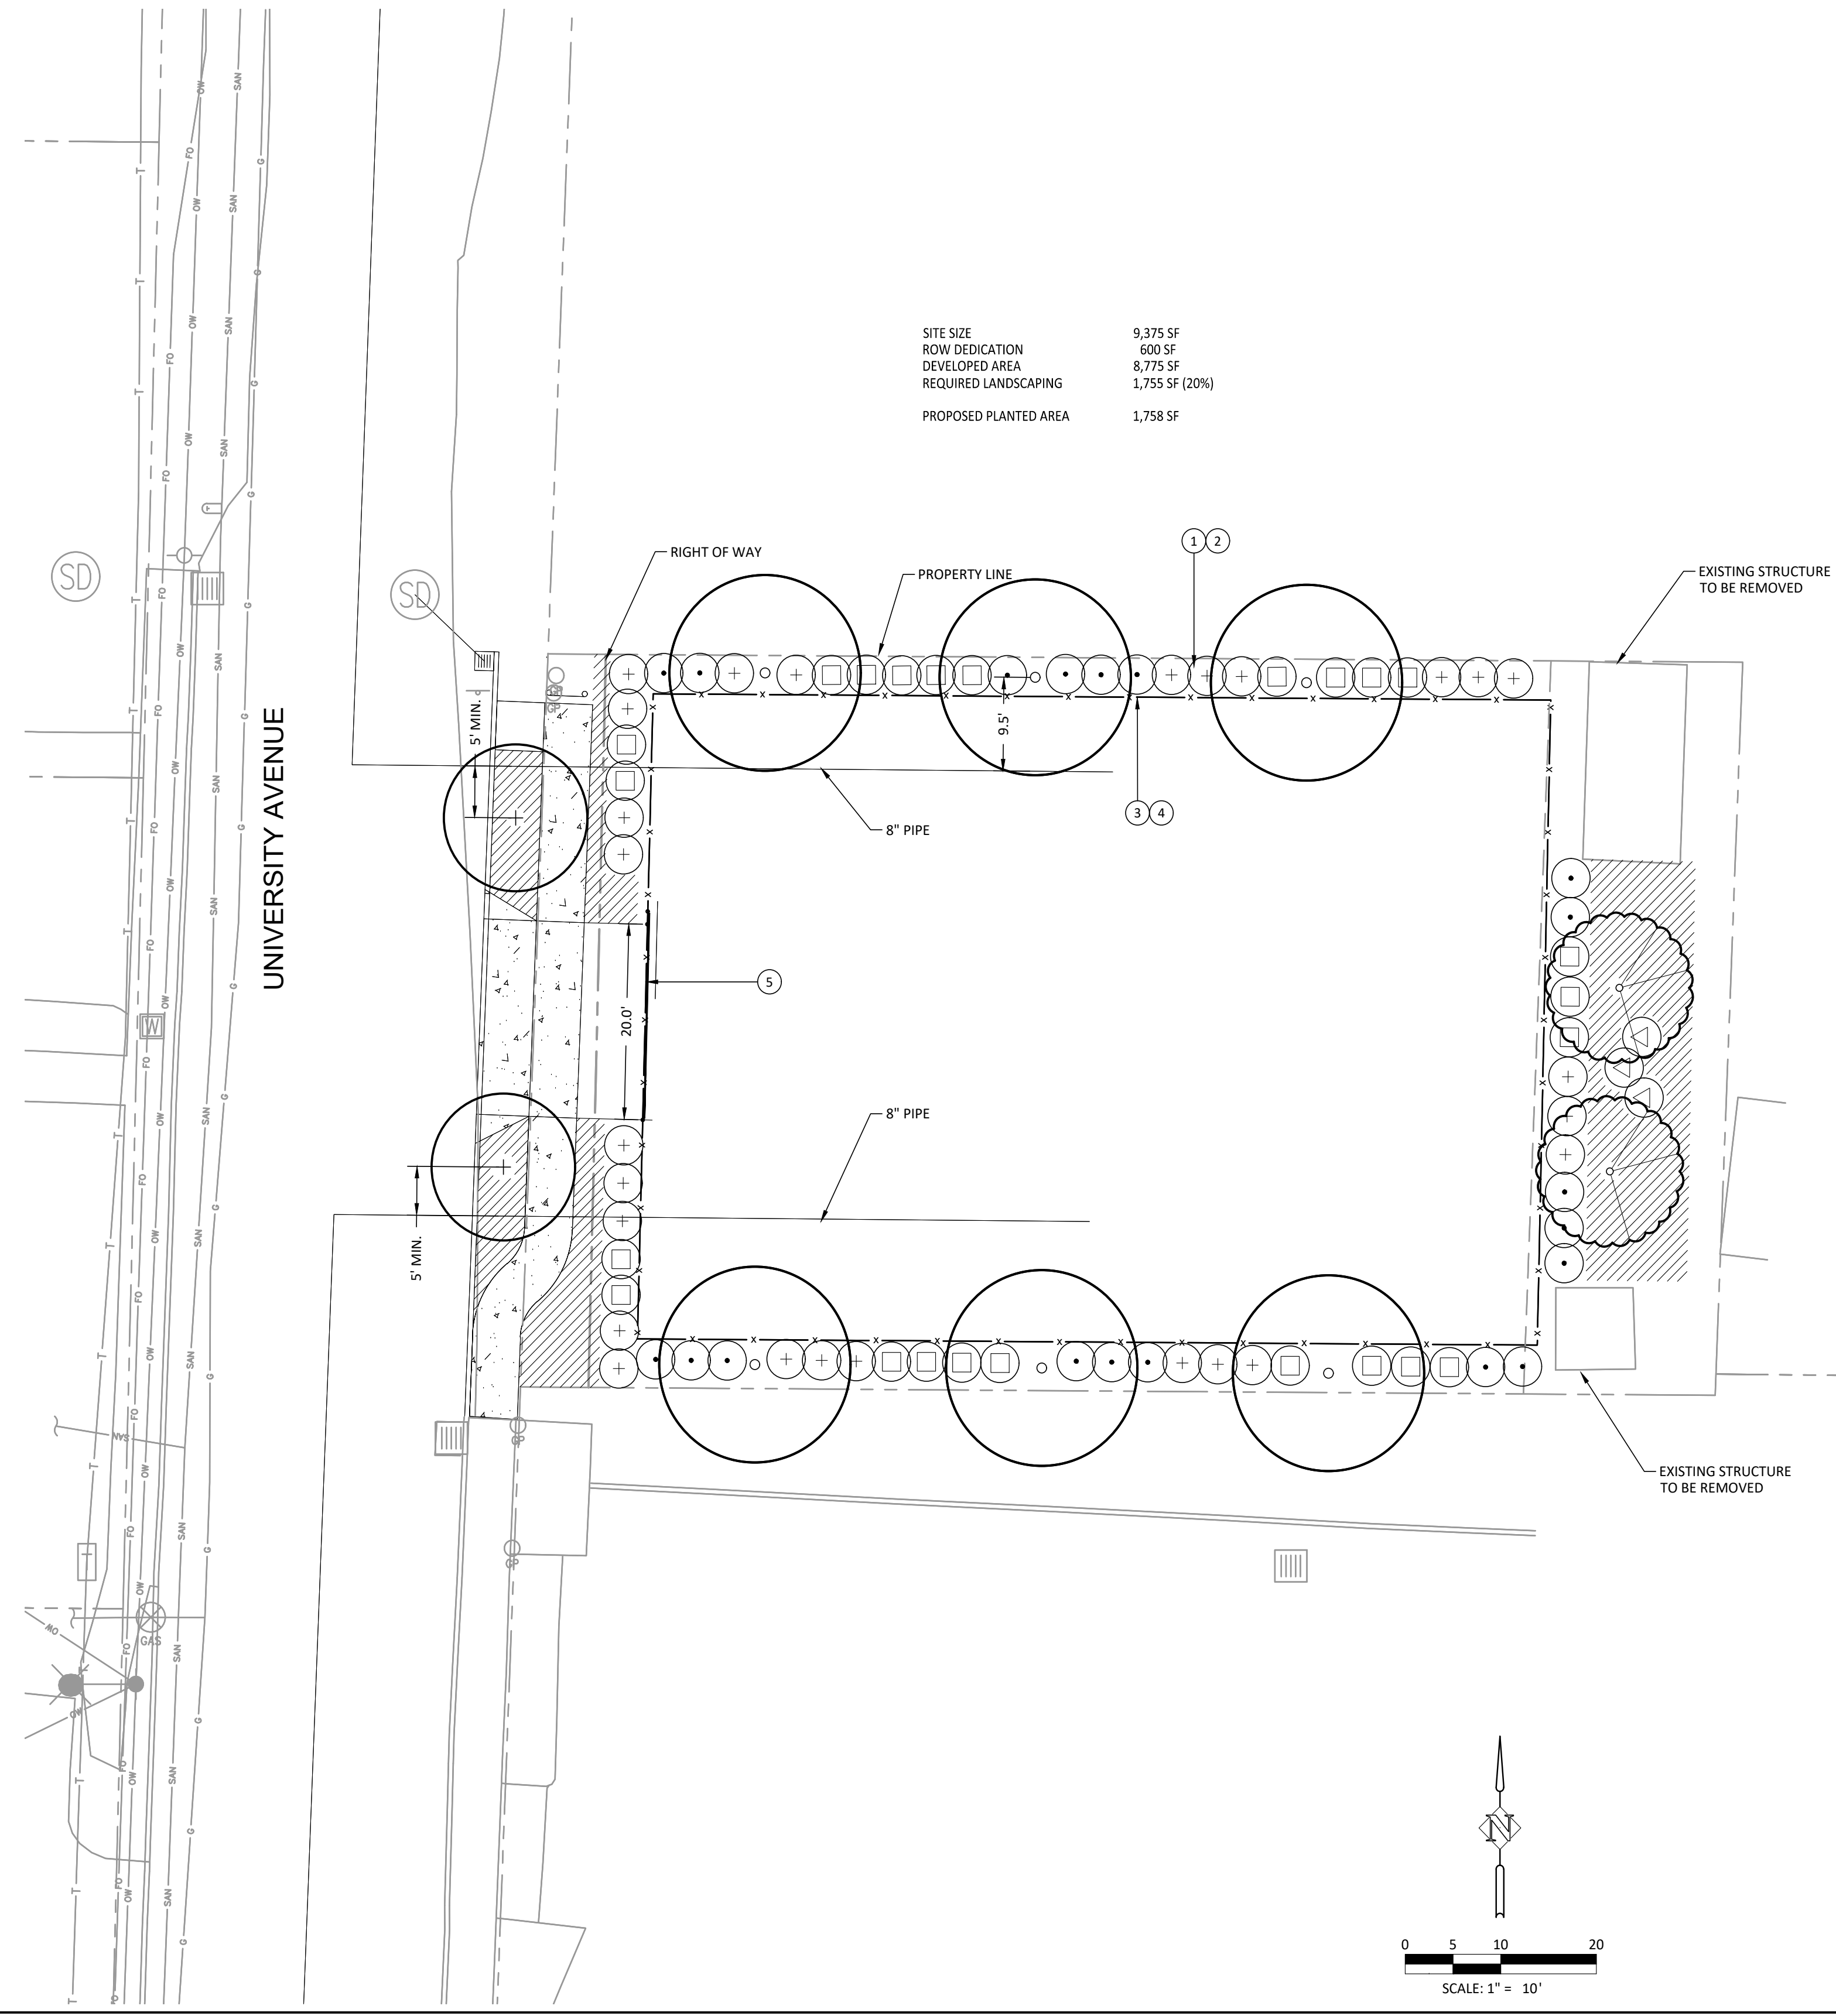 SITE SIZE 9,375 SF
ROW DEDICATION 600 SF
DEVELOPED AREA 8,775 SF
REQUIRED LANDSCAPING 1,755 SF (20%)
PROPOSED PLANTED AREA 1,758 SF
SD
SD
RIGHT OF WAY
PROPERTY LINE
1 2
EXISTING STRUCTURE
TO BE REMOVED
5' MIN.
9.5'
3 4
8" PIPE
UNIVERSITY AVENUE
5
20.0'
W
8" PIPE
5' MIN.
EXISTING STRUCTURE
TO BE REMOVED
SAN
GAS
OW
FO
T
G
N
0 5 10 20
SCALE: 1" = 10'